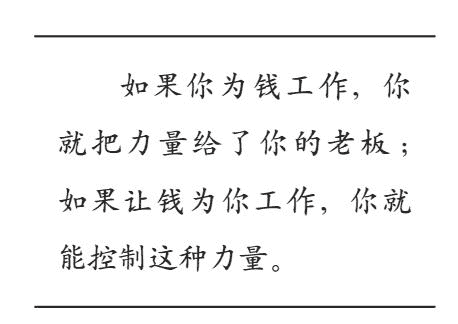 如果你为钱工作，你
就把力量给了你的老板；
如果让钱为你工作，你就
能控制这种力量。